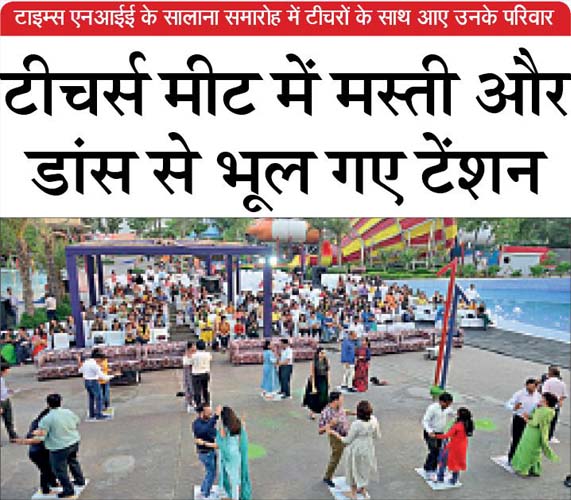 टाइम्स एनआईई के सालाना समारोह में टीचरों के साथ आए उनके परिवार
टीचर्स मीट में मस्ती और
डांस से भूल गए टेंशन